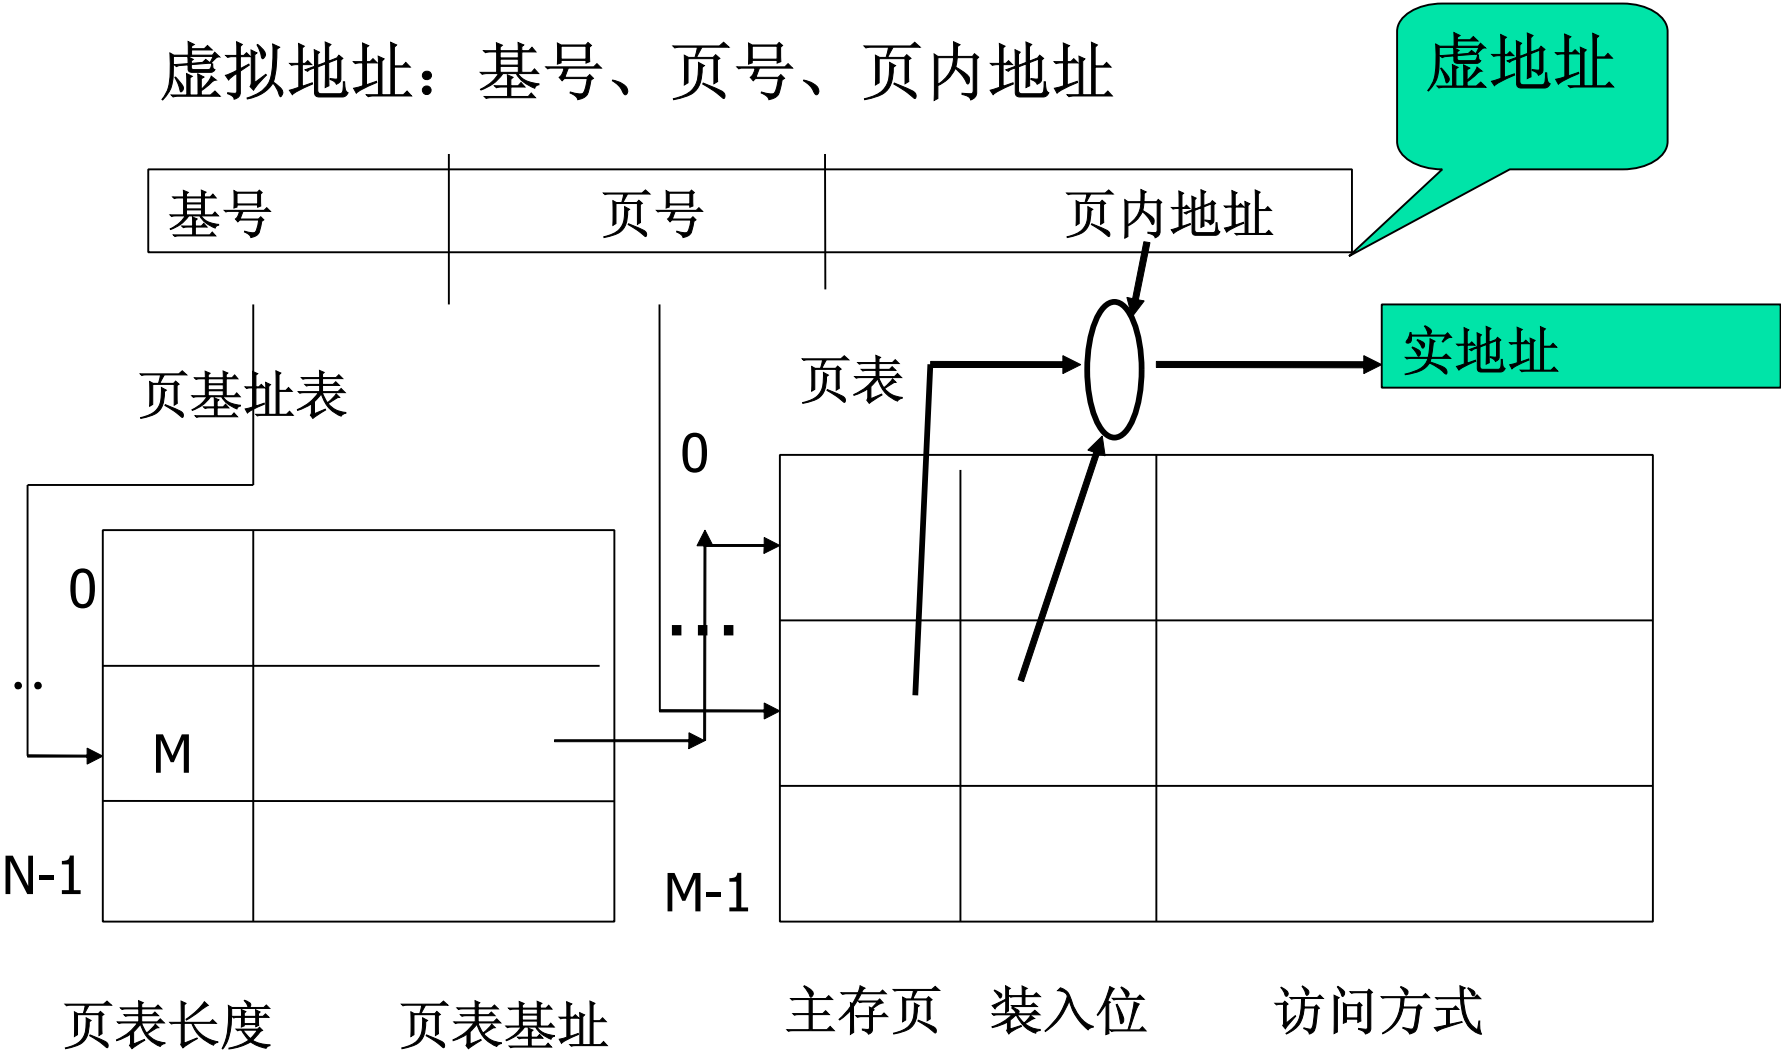 虚拟地址：基号、页号、页内地址
虚地址
基号
页号
页内地址
实地址
页基址表
页表
0
0
...
..
M
N-1
M-1
页表长度
页表基址
主存页
装入位
访问方式